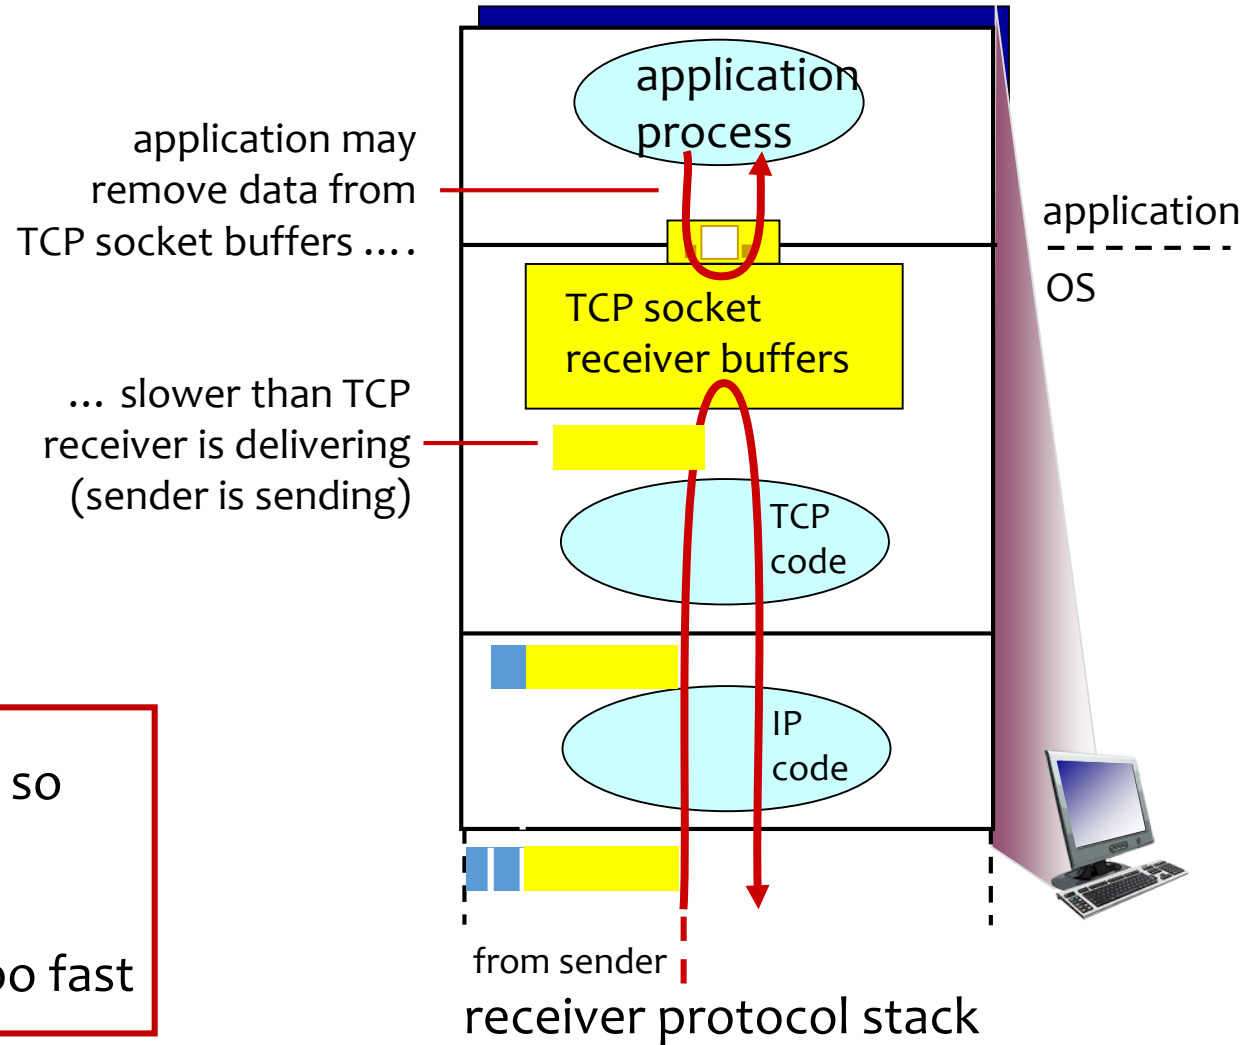 application
process
application may
remove data from
TCP socket buffers ….
application
OS
TCP socket
receiver buffers
… slower than TCP
receiver is delivering
(sender is sending)
TCP
code
IP
code
so
fast
from sender
receiver protocol stack